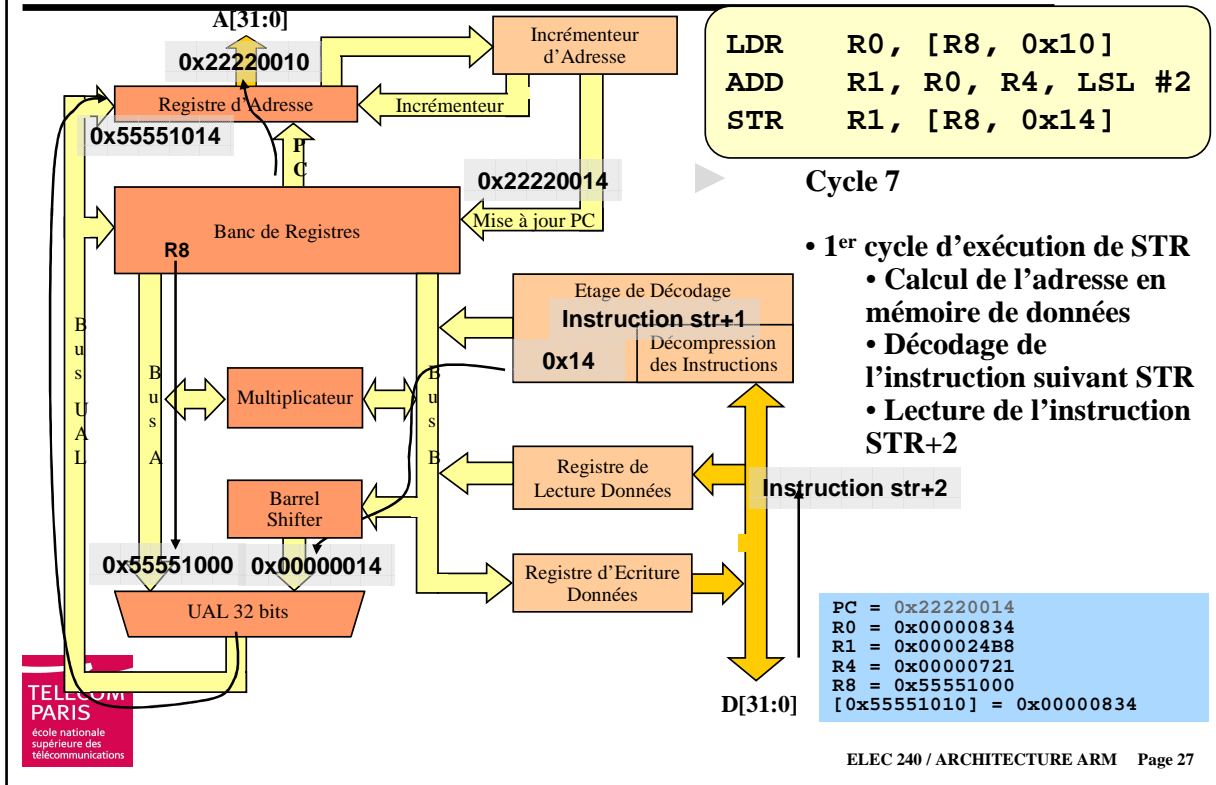 A[31:0]
0x22220010
Registre d'Adresse
0x55551014
Incrémenteur
d'Adresse
Incrémenteur
P
C
0x22220014
Mise à jour PC
Banc de Registres
R8
Etage de Décodage
Instruction str+1
0x14
Décompression
des Instructions
B
u
s
U
A
L
B
u
s
A
B
u
s
B
Multiplicateur
Registre de
Lecture Données
Instruction str+2
Barrel
Shifter
0x55551000
0x00000014
Registre d'Ecriture
Données
UAL 32 bits
D[31:0]
LDR R0, [R8, 0x10]
ADD R1, R0, R4, LSL #2
STR R1, [R8, 0x14]
Cycle 7
• 1er cycle d'exécution de STR
• Calcul de l'adresse en
mémoire de données
• Décodage de
l'instruction suivant STR
• Lecture de l'instruction
STR+2
PC = 0x22220014
R0 = 0x00000834
R1 = 0x000024B8
R4 = 0x00000721
R8 = 0x55551000
[0x55551010] = 0x00000834
TELECOM
PARIS
école nationale
supérieure des
télécommunications
ELEC 240 / ARCHITECTURE ARM Page 27